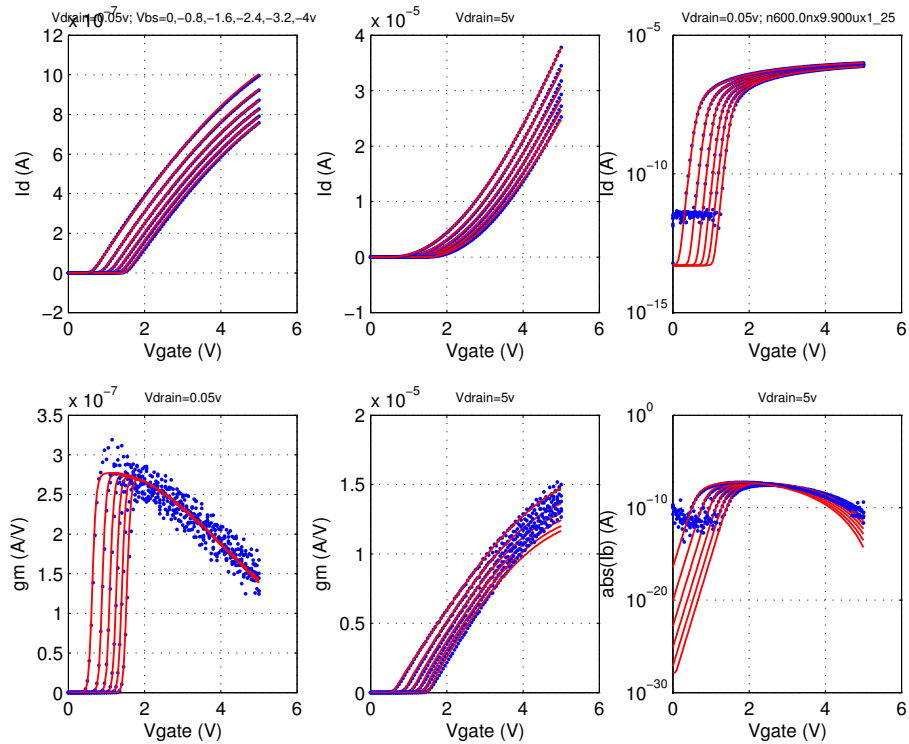 x 10⁻⁷ Vdrain=0.05v; Vbs=0,-0.8,-1.6,-2.4,-3.2,-4v
10
8
6
4
2
0
−2
Id (A)
0 2 4 6
Vgate (V)
x 10⁻⁵ Vdrain=5v
4
3
2
1
0
−1
Id (A)
0 2 4 6
Vgate (V)
Vdrain=0.05v; n600.0nx9.900ux1_25
10⁻⁵
10⁻¹⁰
10⁻¹⁵
Id (A)
0 2 4 6
Vgate (V)
x 10⁻⁷ Vdrain=0.05v
3.5
3
2.5
2
1.5
1
0.5
0
gm (A/V)
0 2 4 6
Vgate (V)
x 10⁻⁵ Vdrain=5v
2
1.5
1
0.5
0
gm (A/V)
0 2 4 6
Vgate (V)
Vdrain=5v
10⁰
10⁻¹⁰
10⁻²⁰
10⁻³⁰
abs(Ib) (A)
0 2 4 6
Vgate (V)